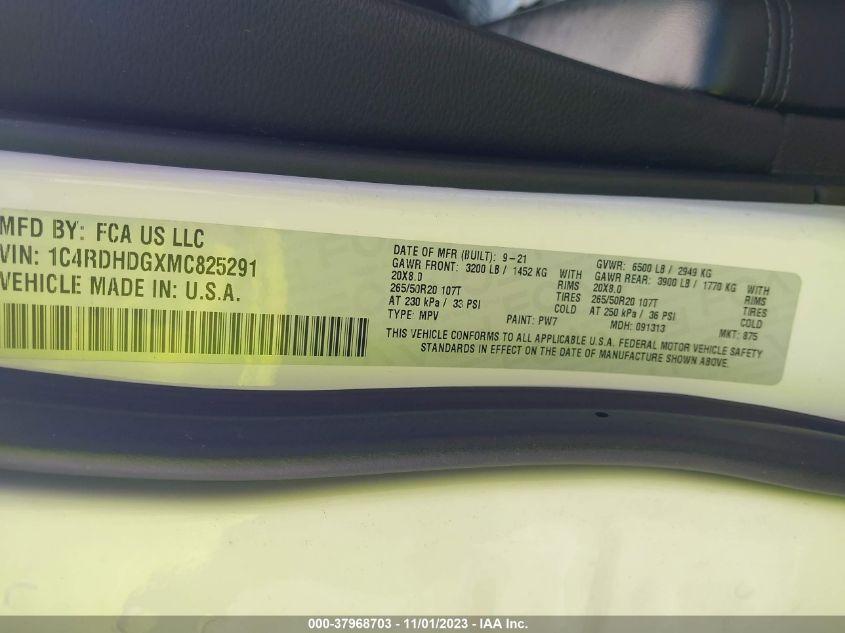 MFD BY: FCA US LLC
VIN: 1C4RDHDGXMC825291
VEHICLE MADE IN: U.S.A.
DATE OF MFR (BUILT): 9-21
GAWR FRONT: 3200 LB / 1452 KG WITH
20X8.0 RIMS
265/50R20 107T TIRES
AT 230 kPa / 33 PSI COLD
TYPE: MPV PAINT: PW7
GVWR: 6500 LB / 2949 KG
GAWR REAR: 3900 LB / 1770 KG WITH
20X8.0 RIMS
265/50R20 107T TIRES
AT 250 kPa / 36 PSI COLD
MDH: 091313 MKT: 875
THIS VEHICLE CONFORMS TO ALL APPLICABLE U.S.A. FEDERAL MOTOR VEHICLE SAFETY
STANDARDS IN EFFECT ON THE DATE OF MANUFACTURE SHOWN ABOVE.
000-37968703 - 11/01/2023 - IAA Inc.